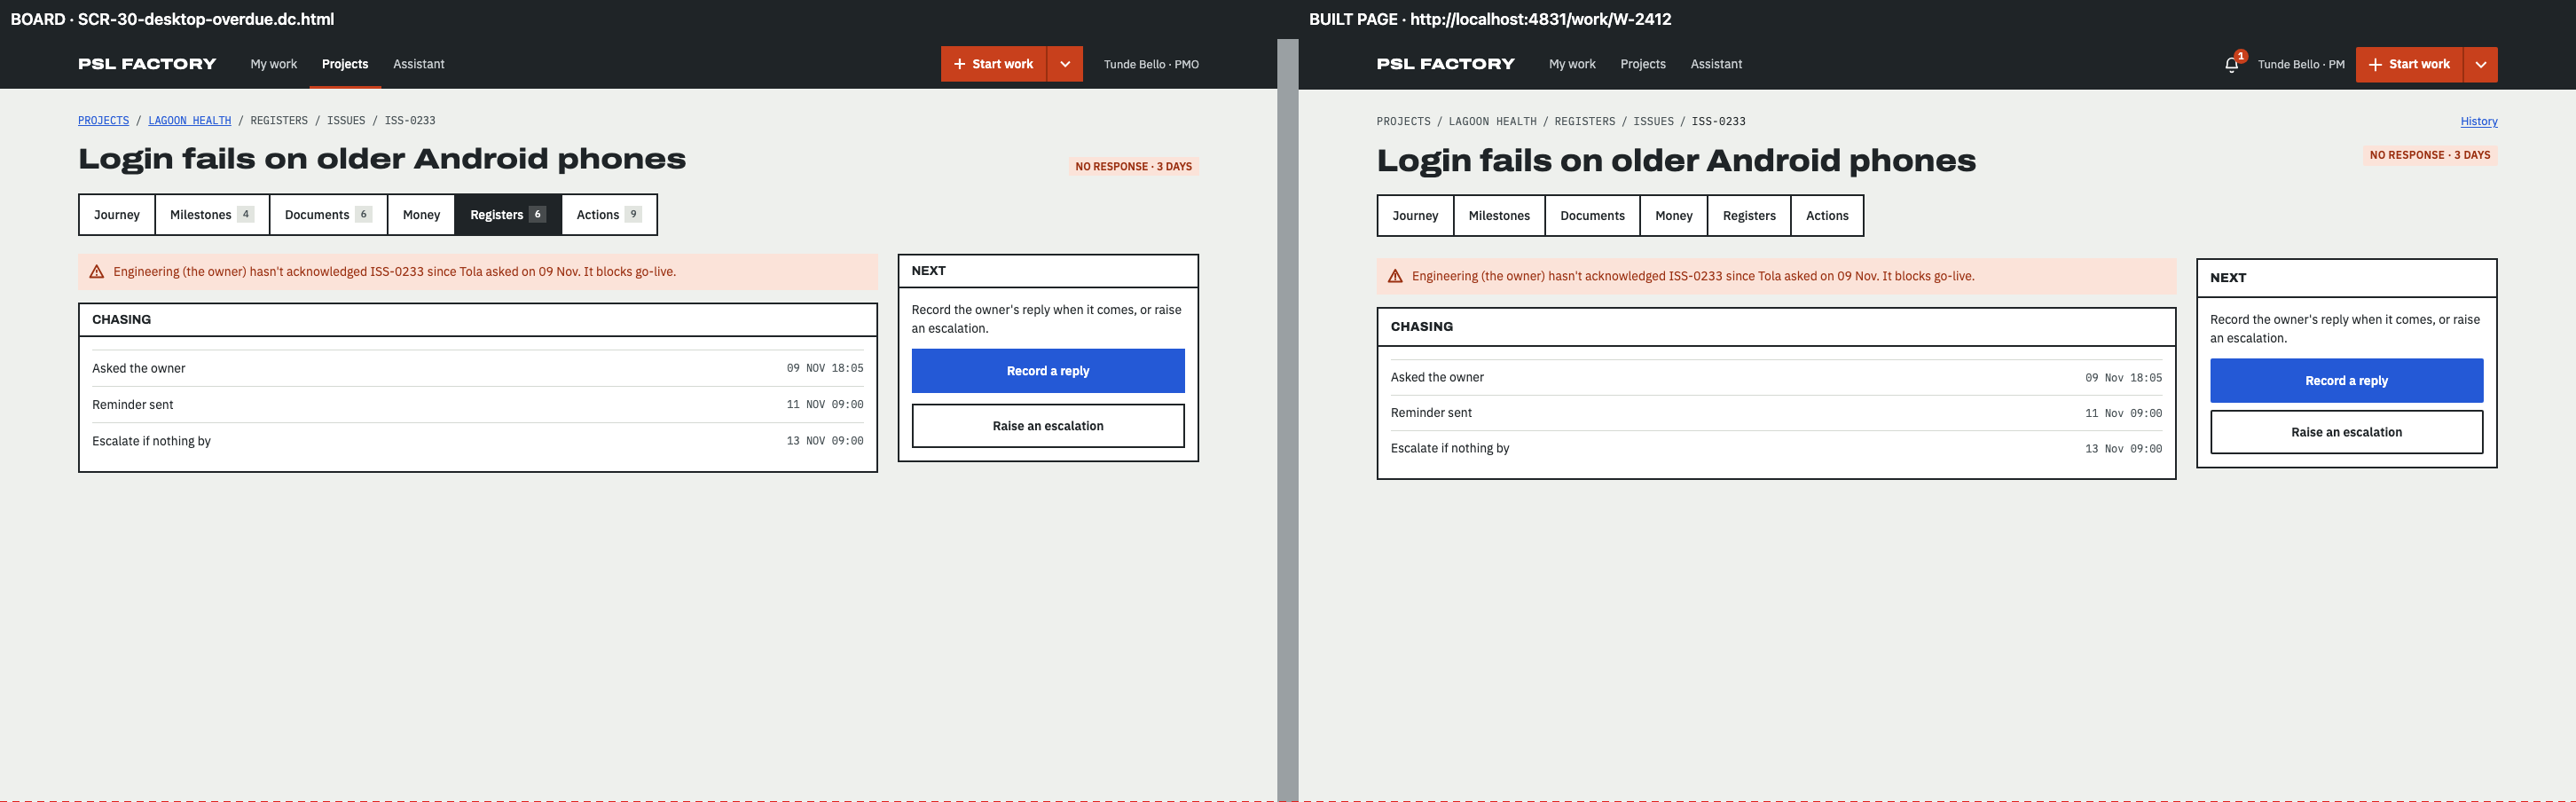 BOARD · SCR-30-desktop-overdue.dc.html
PSL FACTORY My work Projects Assistant Start work Tunde Bello · PMO
PROJECTS / LAGOON HEALTH / REGISTERS / ISSUES / ISS-0233
Login fails on older Android phones
NO RESPONSE · 3 DAYS
Journey Milestones 4 Documents 6 Money Registers 6 Actions 9
Engineering (the owner) hasn't acknowledged ISS-0233 since Tola asked on 09 Nov. It blocks go-live.
CHASING
Asked the owner 09 NOV 18:05
Reminder sent 11 NOV 09:00
Escalate if nothing by 13 NOV 09:00
NEXT
Record the owner's reply when it comes, or raise
an escalation.
Record a reply
Raise an escalation
BUILT PAGE · http://localhost:4831/work/W-2412
PSL FACTORY My work Projects Assistant 1 Tunde Bello · PM Start work
PROJECTS / LAGOON HEALTH / REGISTERS / ISSUES / ISS-0233 History
Login fails on older Android phones
NO RESPONSE · 3 DAYS
Journey Milestones Documents Money Registers Actions
Engineering (the owner) hasn't acknowledged ISS-0233 since Tola asked on 09 Nov. It blocks go-live.
CHASING
Asked the owner 09 Nov 18:05
Reminder sent 11 Nov 09:00
Escalate if nothing by 13 Nov 09:00
NEXT
Record the owner's reply when it comes, or raise
an escalation.
Record a reply
Raise an escalation